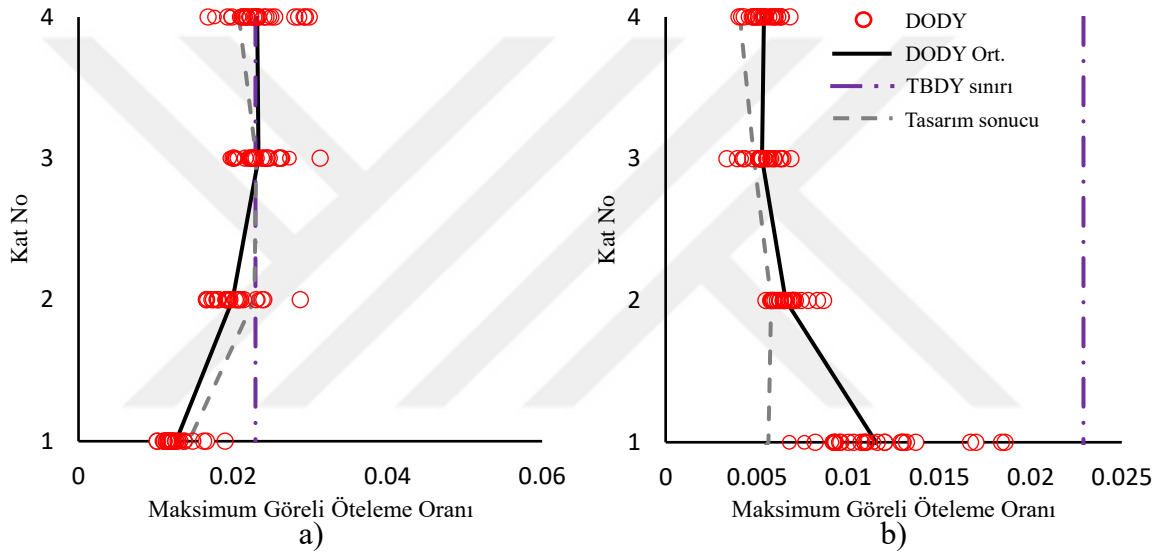 4
3
2
1
Kat No
0
0.02
0.04
0.06
Maksimum Göreli Öteleme Oranı
a)
4
3
2
1
Kat No
0
0.005
0.01
0.015
0.02
0.025
Maksimum Göreli Öteleme Oranı
b)
DODY
DODY Ort.
TBDY sınırı
Tasarım sonucu